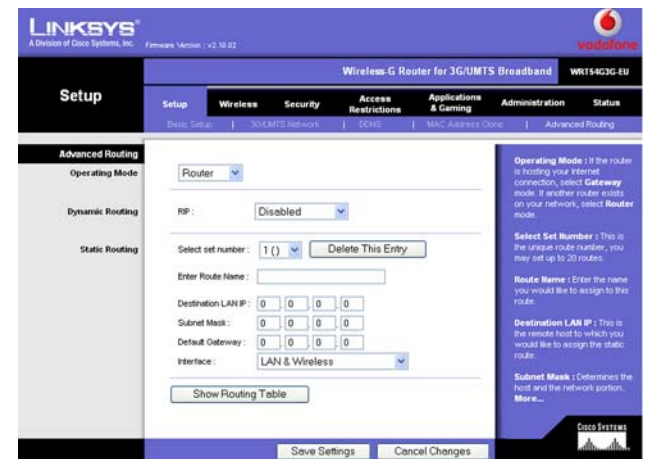 LINKSYS®
A Division of Cisco Systems, Inc.
Firmware Version : v2.10.02
vodafone
Wireless-G Router for 3G/UMTS Broadband WRT54G3G-EU
Setup
Setup Wireless Security Access Restrictions Applications & Gaming Administration Status
Basic Setup | 3G/UMTS Network | DDNS | MAC Address Clone | Advanced Routing
Advanced Routing
Operating Mode
Router
Dynamic Routing
RIP :
Disabled
Static Routing
Select set number :
1 ()
Delete This Entry
Enter Route Name :
Destination LAN IP : 0 . 0 . 0 . 0
Subnet Mask : 0 . 0 . 0 . 0
Default Gateway : 0 . 0 . 0 . 0
Interface : LAN & Wireless
Show Routing Table
Save Settings
Cancel Changes
Operating Mode : If the router
is hosting your Internet
connection, select Gateway
mode. If another router exists
on your network, select Router
mode.
Select Set Number : This is
the unique route number, you
may set up to 20 routes.
Route Name : Enter the name
you would like to assign to this
route.
Destination LAN IP : This is
the remote host to which you
would like to assign the static
route.
Subnet Mask : Determines the
host and the network portion.
More...
CISCO SYSTEMS